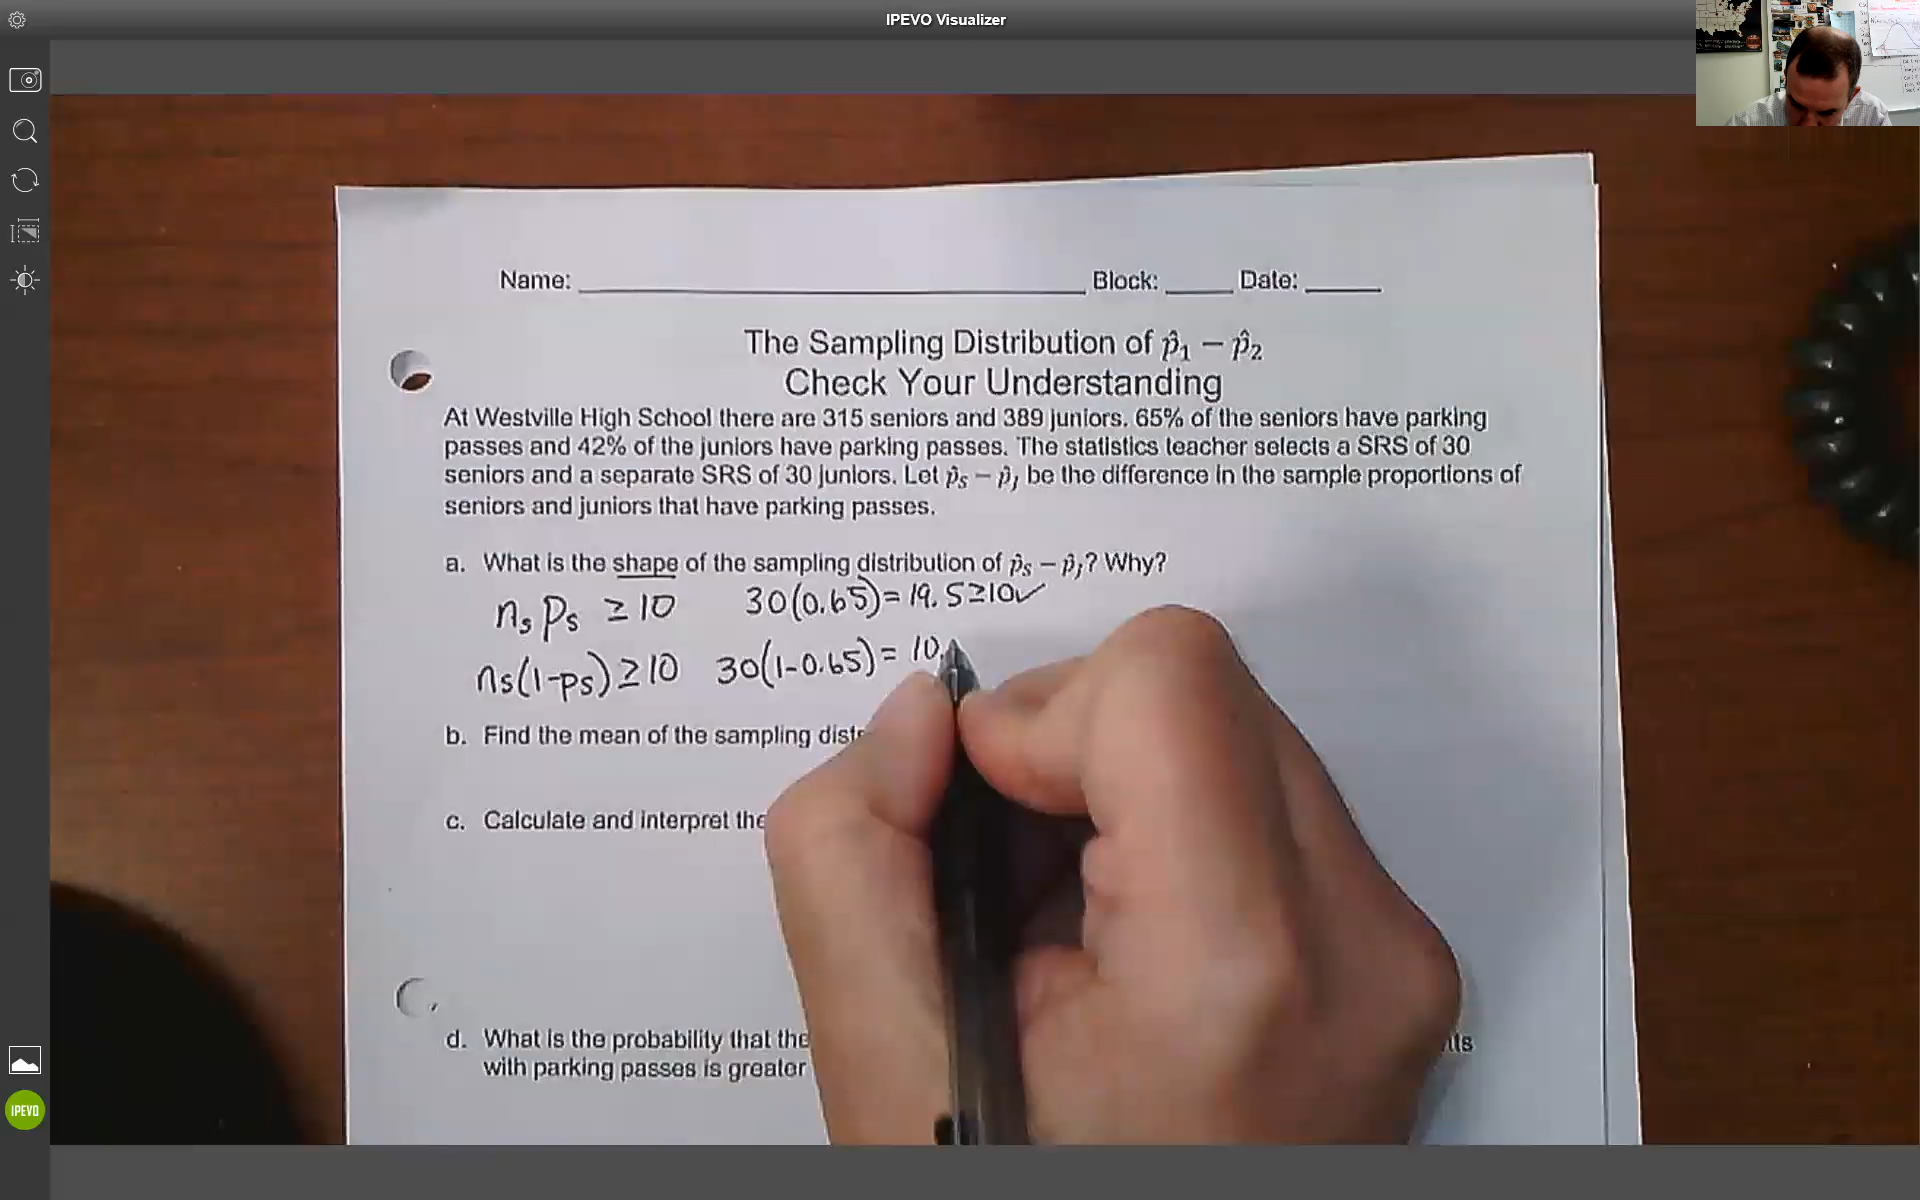 IPEVO Visualizer
Name: Block: Date:
The Sampling Distribution of p̂₁ − p̂₂
Check Your Understanding
At Westville High School there are 315 seniors and 389 juniors. 65% of the seniors have parking
passes and 42% of the juniors have parking passes. The statistics teacher selects a SRS of 30
seniors and a separate SRS of 30 juniors. Let p̂S − p̂J be the difference in the sample proportions of
seniors and juniors that have parking passes.
a. What is the shape of the sampling distribution of p̂S − p̂J? Why?
nₛ pₛ ≥ 10 30(0.65) = 19.5 ≥ 10 ✓
nₛ(1-pₛ) ≥ 10 30(1-0.65) = 10.
b. Find the mean of the sampling
c. Calculate and interpret the
d. What is the probability that the
with parking passes is greater
IPEVO